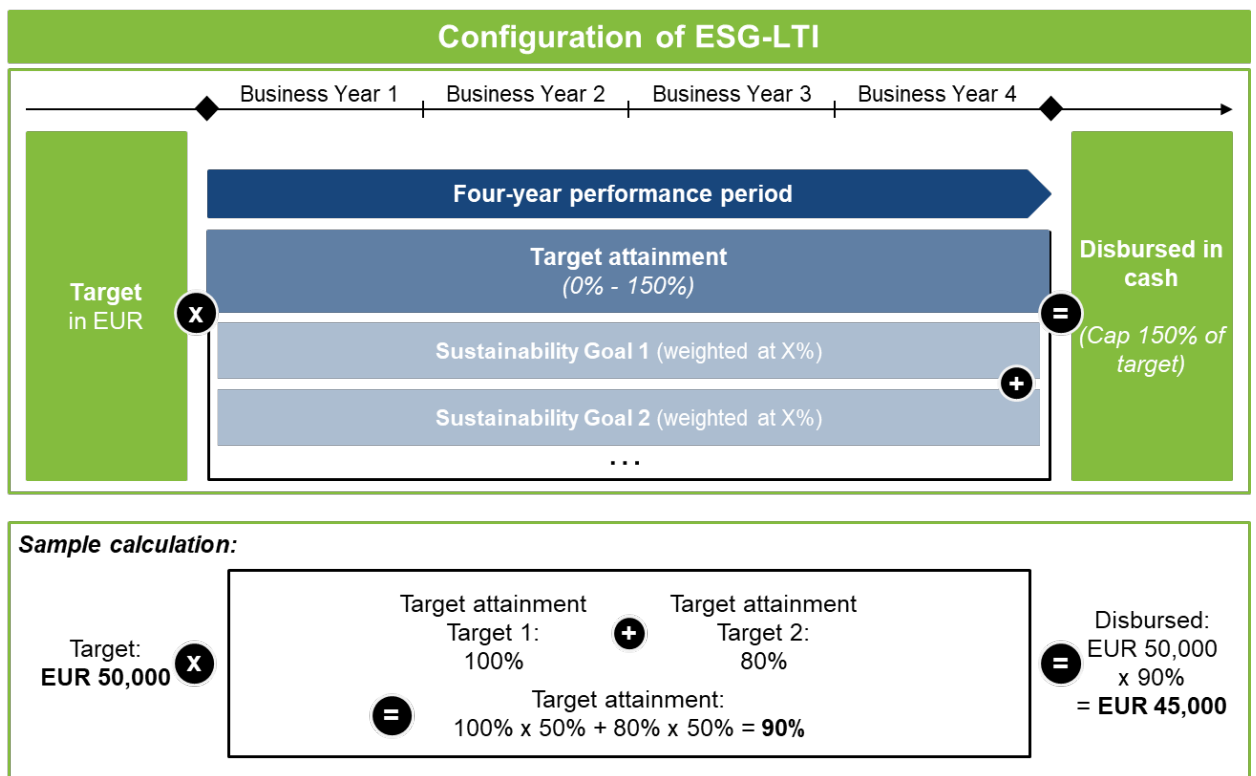 Configuration of ESG-LTI
Business Year 1
Business Year 2
Business Year 3
Business Year 4
Four-year performance period
Target
in EUR
x
Target attainment
(0% - 150%)
Sustainability Goal 1 (weighted at X%)
+
Sustainability Goal 2 (weighted at X%)
...
=
Disbursed in
cash
(Cap 150% of
target)
Sample calculation:
Target:
EUR 50,000
x
Target attainment
Target 1:
100%
+
Target attainment
Target 2:
80%
=
Target attainment:
100% x 50% + 80% x 50% = 90%
=
Disbursed:
EUR 50,000
x 90%
= EUR 45,000